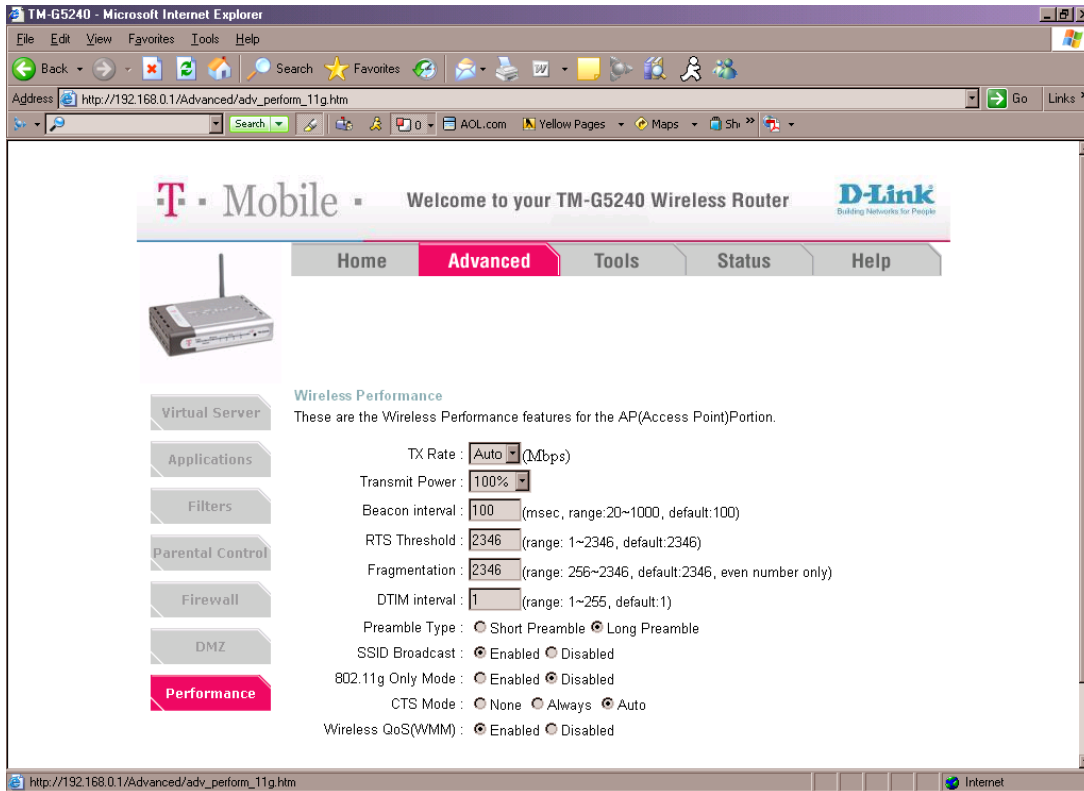 TM-G5240 - Microsoft Internet Explorer
File Edit View Favorites Tools Help
Back Search Favorites
Address http://192.168.0.1/Advanced/adv_perform_11g.htm Go Links »
Search 0 AOL.com Yellow Pages Maps Sh »
T · Mobile · Welcome to your TM-G5240 Wireless Router D-Link
Building Networks for People
Home Advanced Tools Status Help
Wireless Performance
Virtual Server
These are the Wireless Performance features for the AP(Access Point)Portion.
Applications
TX Rate : Auto (Mbps)
Transmit Power : 100%
Filters
Beacon interval : 100 (msec, range:20~1000, default:100)
RTS Threshold : 2346 (range: 1~2346, default:2346)
Parental Control
Fragmentation : 2346 (range: 256~2346, default:2346, even number only)
Firewall
DTIM interval : 1 (range: 1~255, default:1)
Preamble Type : Short Preamble Long Preamble
DMZ
SSID Broadcast : Enabled Disabled
802.11g Only Mode : Enabled Disabled
Performance
CTS Mode : None Always Auto
Wireless QoS(WMM) : Enabled Disabled
http://192.168.0.1/Advanced/adv_perform_11g.htm Internet